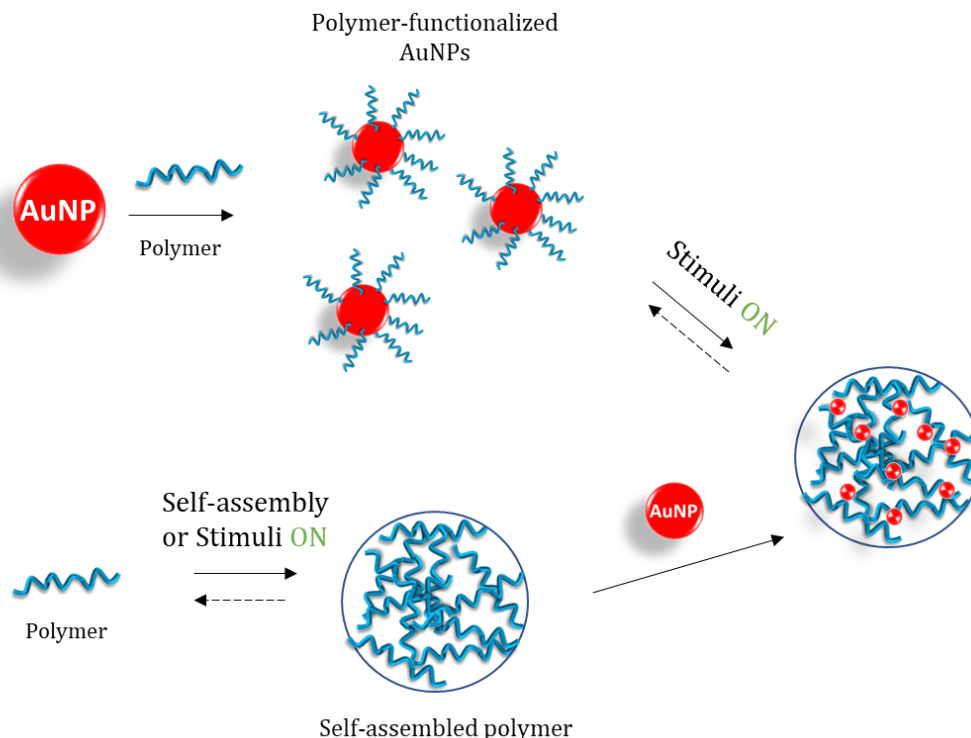 Polymer-functionalized
AuNPs
AuNP
Polymer
Stimuli ON
Self-assembly
or Stimuli ON
AuNP
Polymer
Self-assembled polymer